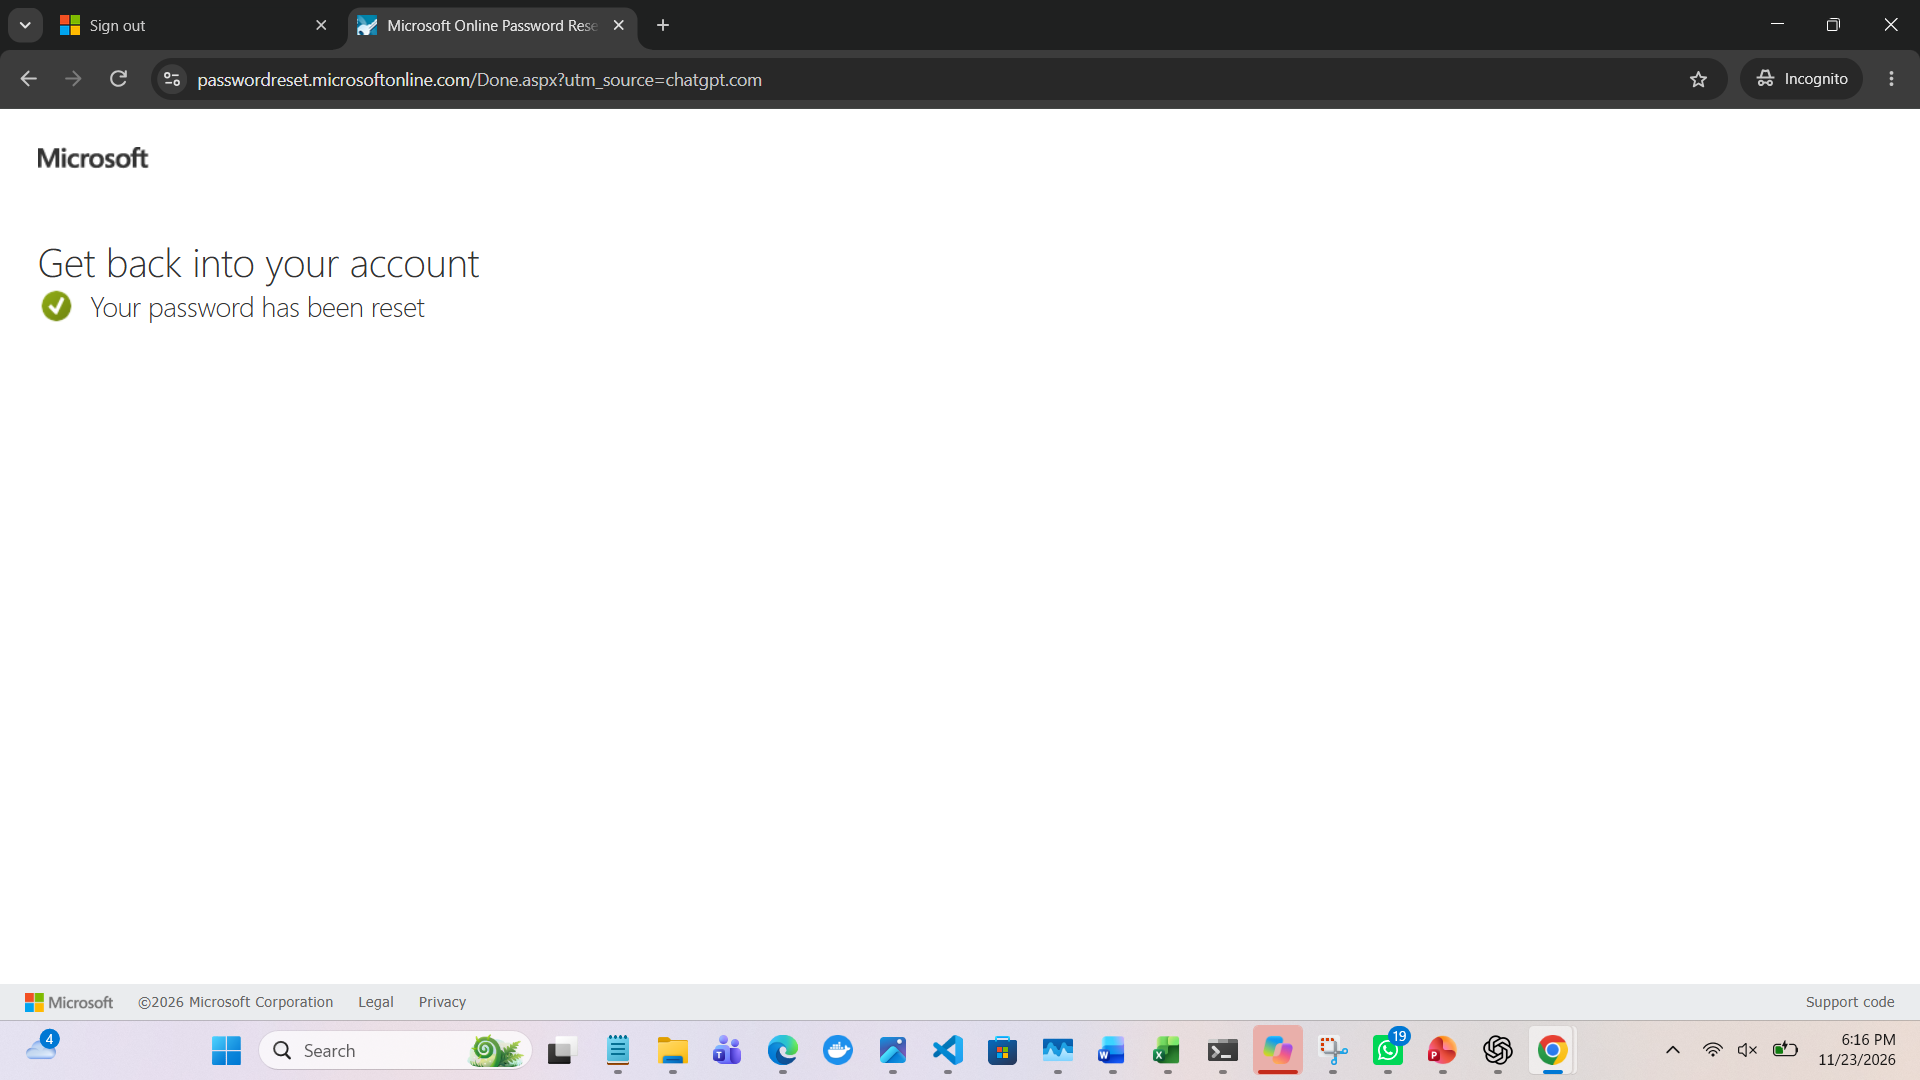 Sign out
Microsoft Online Password Rese
passwordreset.microsoftonline.com/Done.aspx?utm_source=chatgpt.com
Incognito
Microsoft
Get back into your account
Your password has been reset
Microsoft
©2026 Microsoft Corporation
Legal
Privacy
Support code
4
Search
19
6:16 PM
11/23/2026